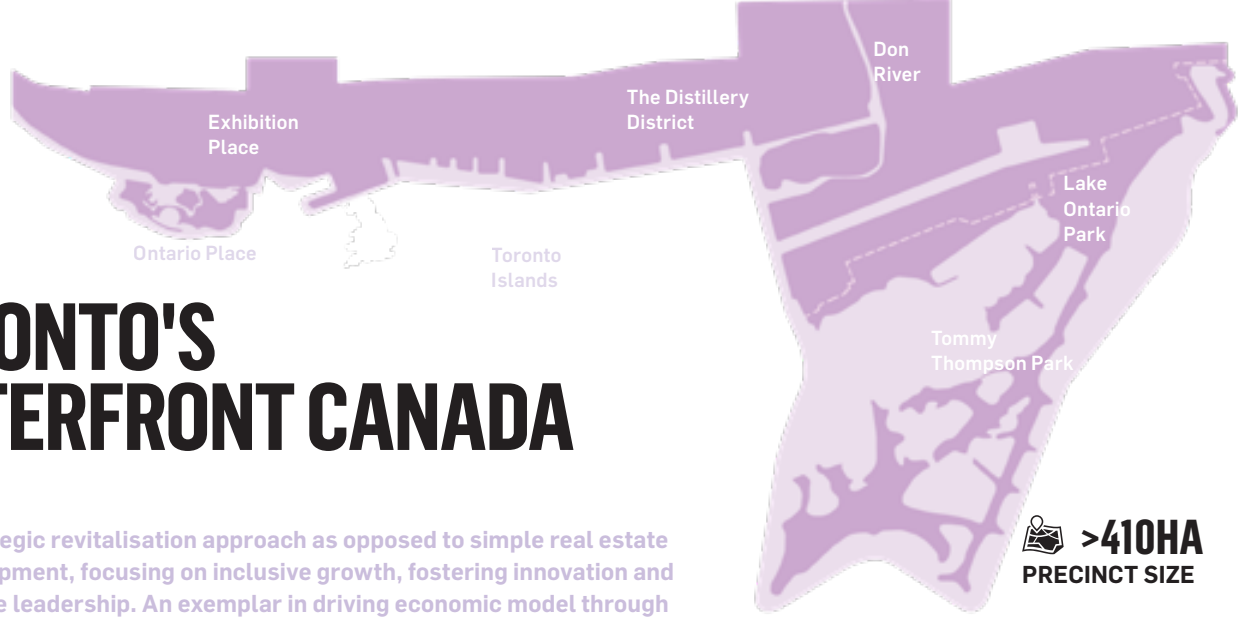 Don
River
The Distillery
District
Exhibition
Place
Lake
Ontario
Park
Ontario Place
Toronto
Islands
ONTO'S
TERFRONT CANADA
Tommy
Thompson Park
egic revitalisation approach as opposed to simple real estate
pment, focusing on inclusive growth, fostering innovation and
e leadership. An exemplar in driving economic model through
>410HA
PRECINCT SIZE